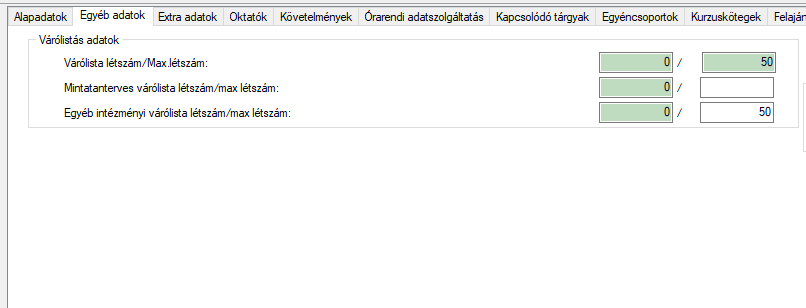 Alapadatok Egyéb adatok Extra adatok Oktatók Követelmények Órarendi adatszolgáltatás Kapcsolódó tárgyak Egyéncsoportok Kurzuskötegek Felaján
Várólistás adatok
Várólista létszám/Max.létszám: 0 / 50
Mintatanterves várólista létszám/max létszám: 0 /
Egyéb intézményi várólista létszám/max létszám: 0 / 50